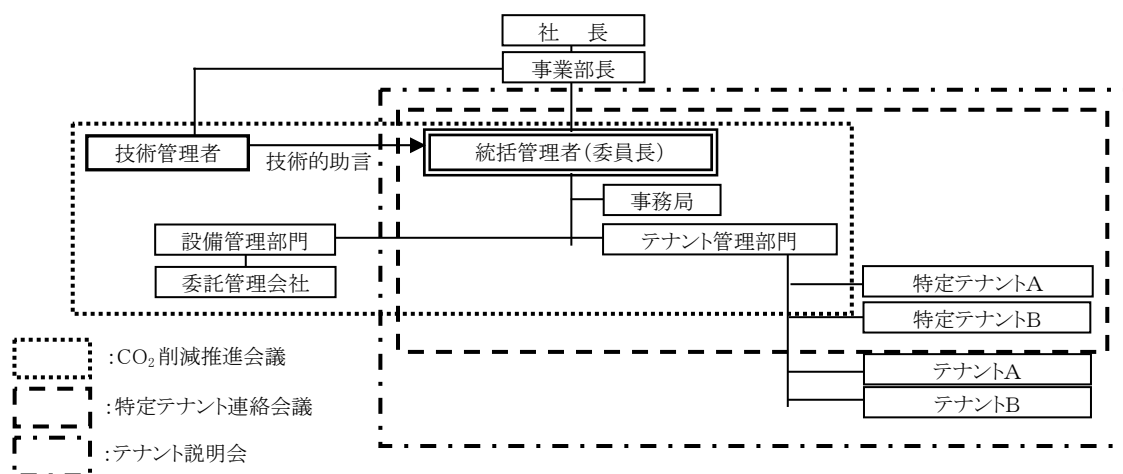 社　長
事業部長
技術管理者
技術的助言
統括管理者（委員長）
事務局
設備管理部門
テナント管理部門
委託管理会社
特定テナントA
特定テナントB
:CO₂削減推進会議
テナントA
:特定テナント連絡会議
テナントB
:テナント説明会